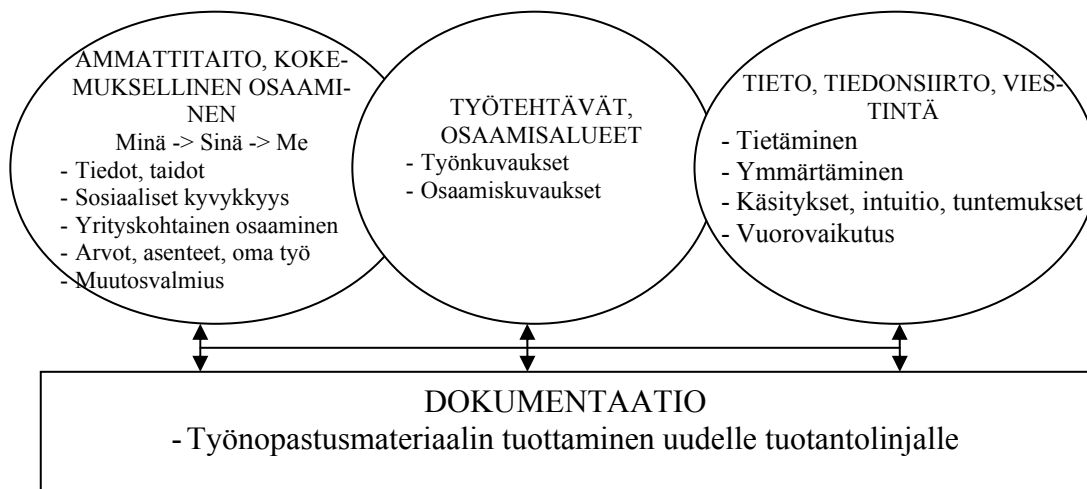 AMMATTITAITO, KOKE-
MUKSELLINEN OSAAMI-
NEN
Minä -> Sinä -> Me
- Tiedot, taidot
- Sosiaaliset kyvykkyys
- Yrityskohtainen osaaminen
- Arvot, asenteet, oma työ
- Muutosvalmius
TYÖTEHTÄVÄT,
OSAAMISALUEET
- Työnkuvaukset
- Osaamiskuvaukset
TIETO, TIEDONSIIRTO, VIES-
TINTÄ
- Tietäminen
- Ymmärtäminen
- Käsitykset, intuitio, tuntemukset
- Vuorovaikutus
DOKUMENTAATIO
- Työnopastusmateriaalin tuottaminen uudelle tuotantolinjalle